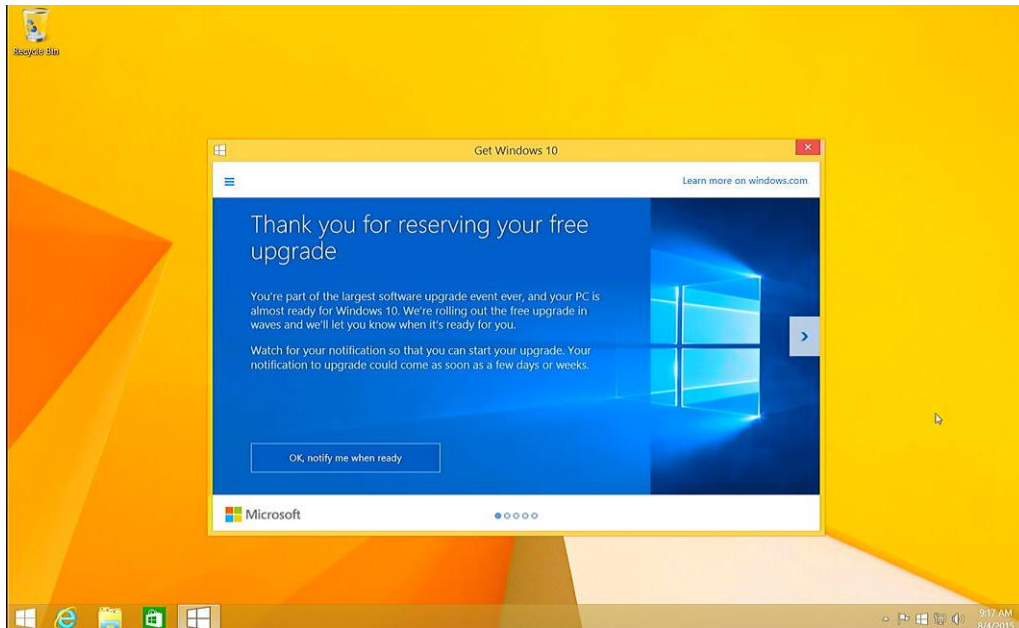 Recycle Bin
Get Windows 10
Learn more on windows.com
Thank you for reserving your free
upgrade
You're part of the largest software upgrade event ever, and your PC is
almost ready for Windows 10. We're rolling out the free upgrade in
waves and we'll let you know when it's ready for you.
Watch for your notification so that you can start your upgrade. Your
notification to upgrade could come as soon as a few days or weeks.
OK, notify me when ready
Microsoft
9:17 AM
8/4/2015